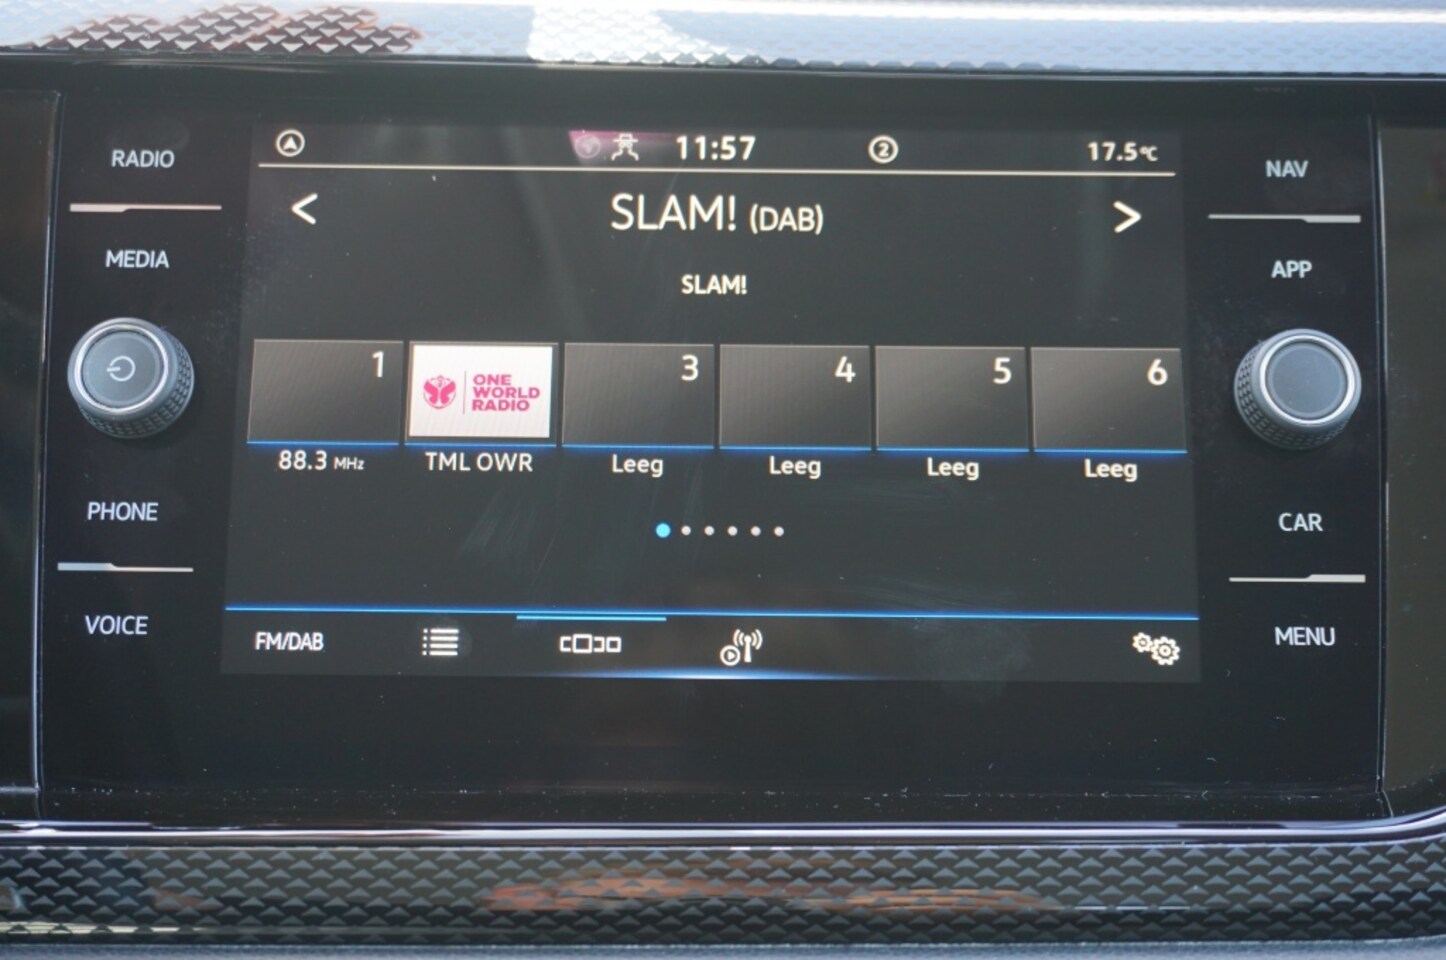 RADIO
MEDIA
PHONE
VOICE
11:57
2
17.5°C
<
SLAM! (DAB)
>
SLAM!
1
ONE
WORLD
RADIO
3
4
5
6
88.3 MHz
TML OWR
Leeg
Leeg
Leeg
Leeg
FM/DAB
NAV
APP
CAR
MENU